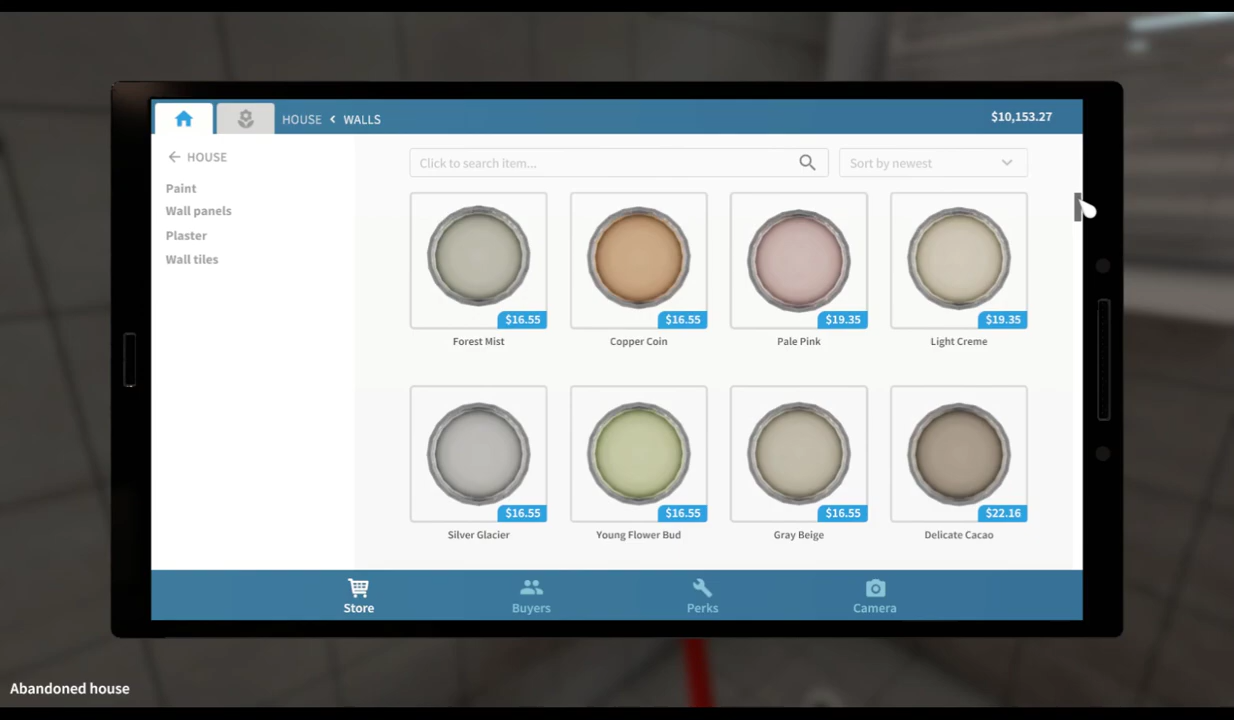 HOUSE < WALLS
$10,153.27
HOUSE
Click to search item...
Sort by newest
Paint
Wall panels
Plaster
Wall tiles
$16.55
$16.55
$19.35
$19.35
Forest Mist
Copper Coin
Pale Pink
Light Creme
$16.55
$16.55
$16.55
$22.16
Silver Glacier
Young Flower Bud
Gray Beige
Delicate Cacao
Store
Buyers
Perks
Camera
Abandoned house